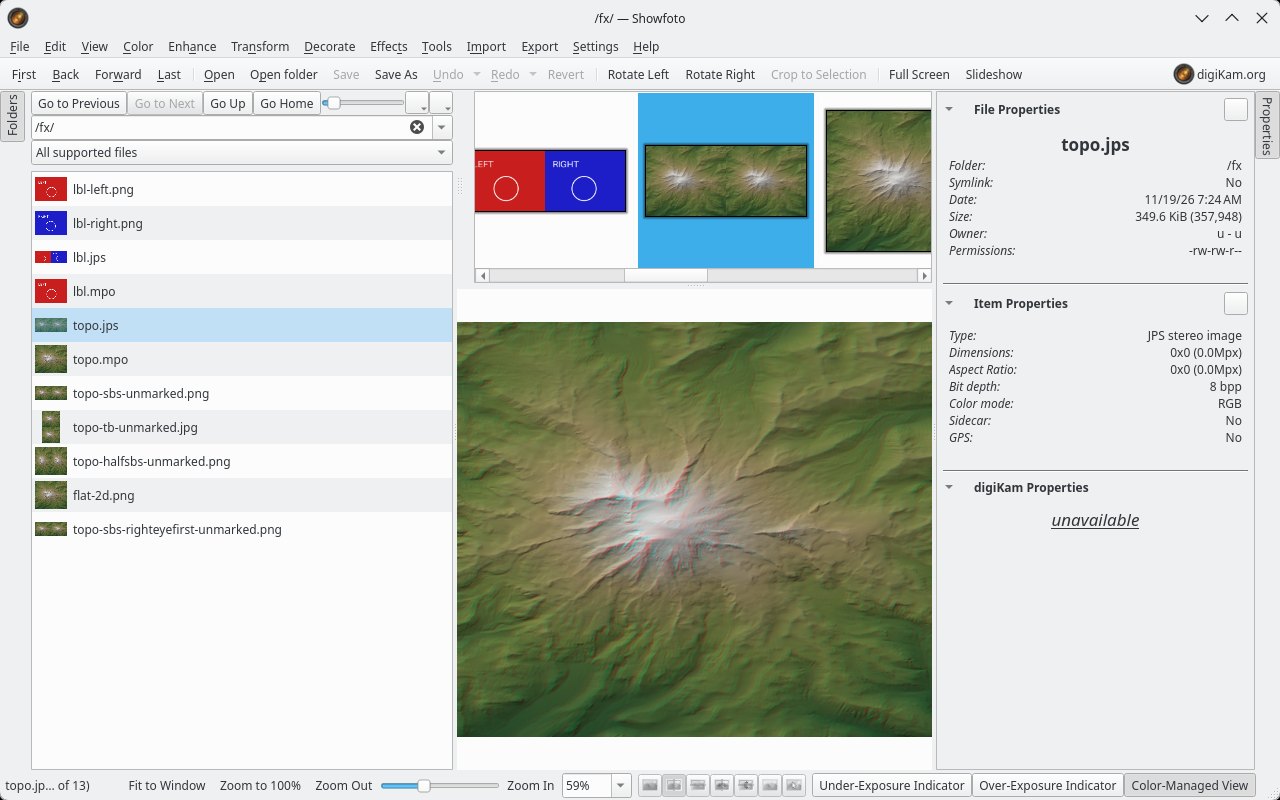 /fx/ — Showfoto
File Edit View Color Enhance Transform Decorate Effects Tools Import Export Settings Help
First Back Forward Last Open Open folder Save Save As Undo Redo Revert Rotate Left Rotate Right Crop to Selection Full Screen Slideshow digiKam.org
Folders
Go to Previous Go to Next Go Up Go Home
/fx/
All supported files
lbl-left.png
lbl-right.png
lbl.jps
lbl.mpo
topo.jps
topo.mpo
topo-sbs-unmarked.png
topo-tb-unmarked.jpg
topo-halfsbs-unmarked.png
flat-2d.png
topo-sbs-righteyefirst-unmarked.png
EFT RIGHT
Properties
File Properties
topo.jps
Folder: /fx
Symlink: No
Date: 11/19/26 7:24 AM
Size: 349.6 KiB (357,948)
Owner: u - u
Permissions: -rw-rw-r--
Item Properties
Type: JPS stereo image
Dimensions: 0x0 (0.0Mpx)
Aspect Ratio: 0x0 (0.0Mpx)
Bit depth: 8 bpp
Color mode: RGB
Sidecar: No
GPS: No
digiKam Properties
unavailable
topo.jp... of 13) Fit to Window Zoom to 100% Zoom Out Zoom In 59% Under-Exposure Indicator Over-Exposure Indicator Color-Managed View